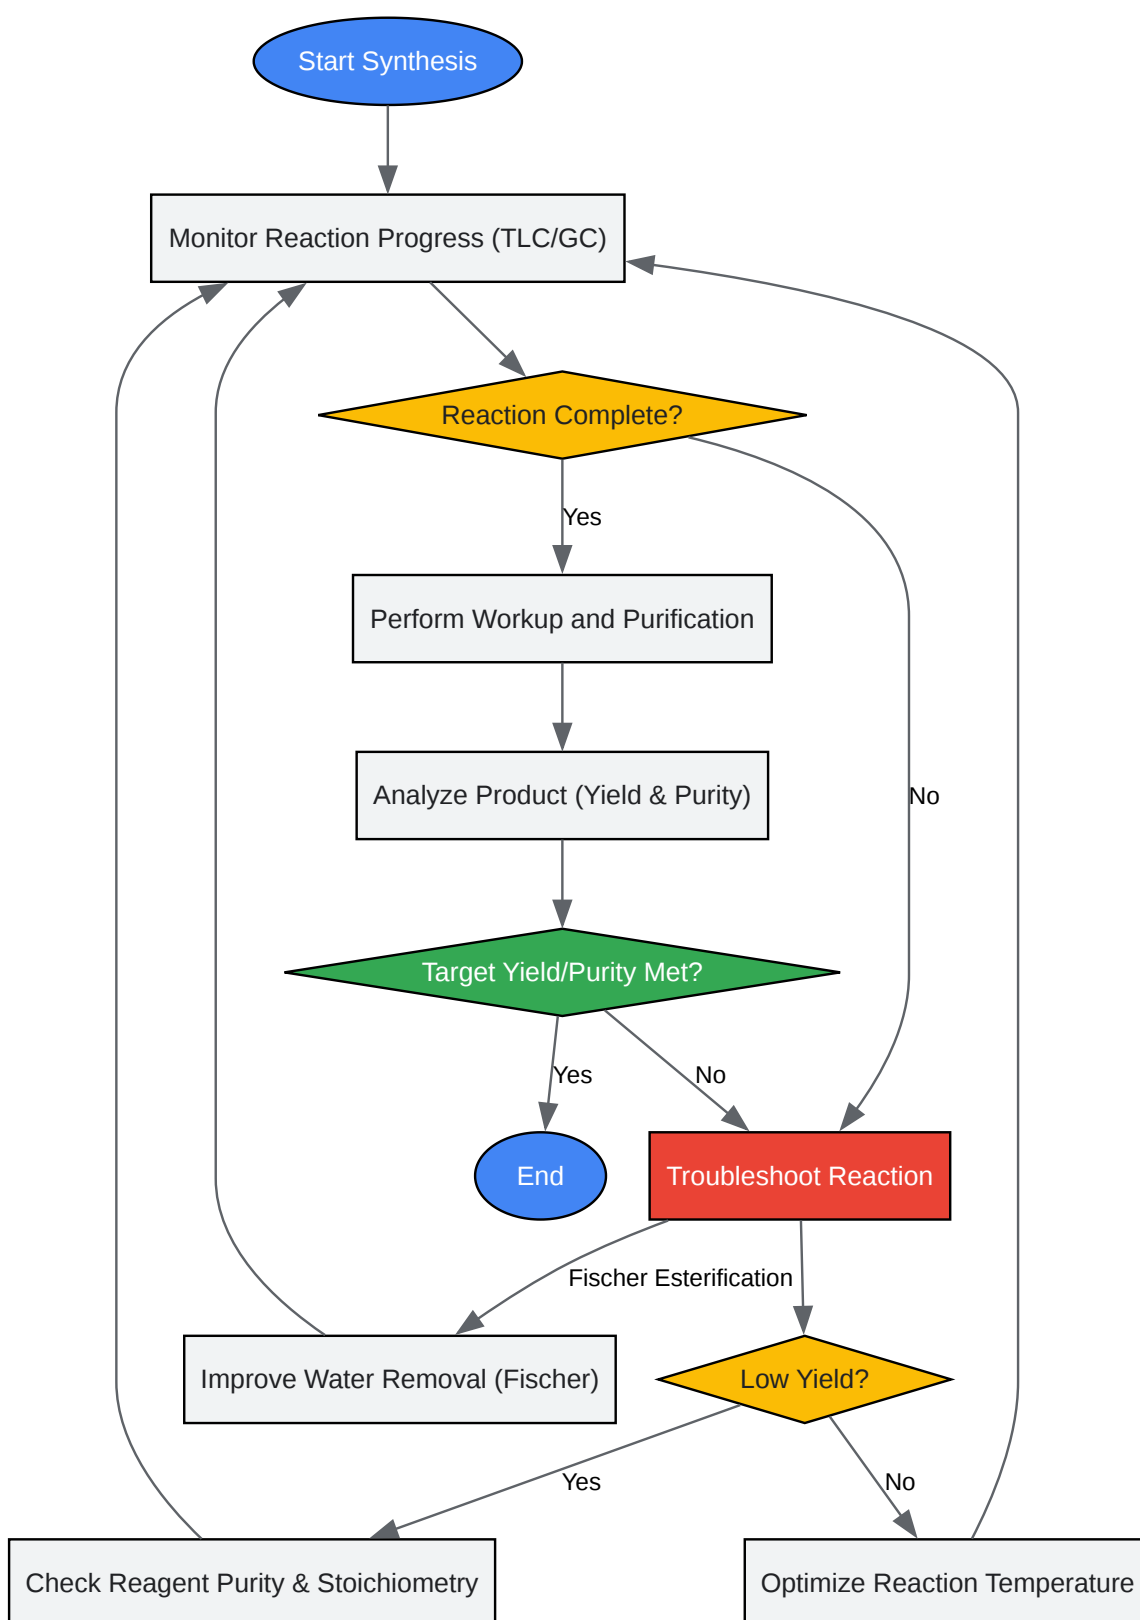 Start Synthesis
Monitor Reaction Progress (TLC/GC)
Reaction Complete?
Yes
Perform Workup and Purification
Analyze Product (Yield & Purity)
No
Target Yield/Purity Met?
Yes
No
End
Troubleshoot Reaction
Fischer Esterification
Improve Water Removal (Fischer)
Low Yield?
Yes
No
Check Reagent Purity & Stoichiometry
Optimize Reaction Temperature